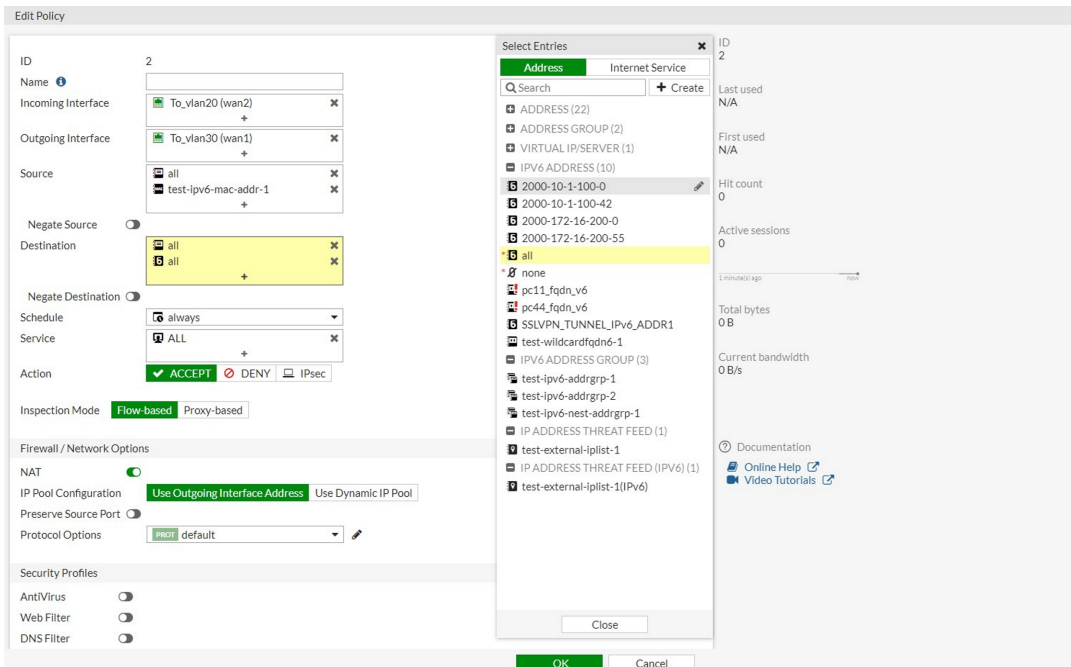 Edit Policy
ID 2
Name
Incoming Interface To_vlan20 (wan2)
+
Outgoing Interface To_vlan30 (wan1)
+
Source all
test-ipv6-mac-addr-1
+
Negate Source
Destination all
all
+
Negate Destination
Schedule always
Service ALL
+
Action ACCEPT DENY IPsec
Inspection Mode Flow-based Proxy-based
Firewall / Network Options
NAT
IP Pool Configuration Use Outgoing Interface Address Use Dynamic IP Pool
Preserve Source Port
Protocol Options PROT default
Security Profiles
AntiVirus
Web Filter
DNS Filter
Select Entries
Address Internet Service
Search + Create
ADDRESS (22)
ADDRESS GROUP (2)
VIRTUAL IP/SERVER (1)
IPV6 ADDRESS (10)
2000-10-1-100-0
2000-10-1-100-42
2000-172-16-200-0
2000-172-16-200-55
* all
* none
pc11_fqdn_v6
pc44_fqdn_v6
SSLVPN_TUNNEL_IPv6_ADDR1
test-wildcardfqdn6-1
IPV6 ADDRESS GROUP (3)
test-ipv6-addrgrp-1
test-ipv6-addrgrp-2
test-ipv6-nest-addrgrp-1
IP ADDRESS THREAT FEED (1)
test-external-iplist-1
IP ADDRESS THREAT FEED (IPV6) (1)
test-external-iplist-1(IPv6)
Close
ID
2
Last used
N/A
First used
N/A
Hit count
0
Active sessions
0
1 minute(s) ago now
Total bytes
0 B
Current bandwidth
0 B/s
Documentation
Online Help
Video Tutorials
OK Cancel